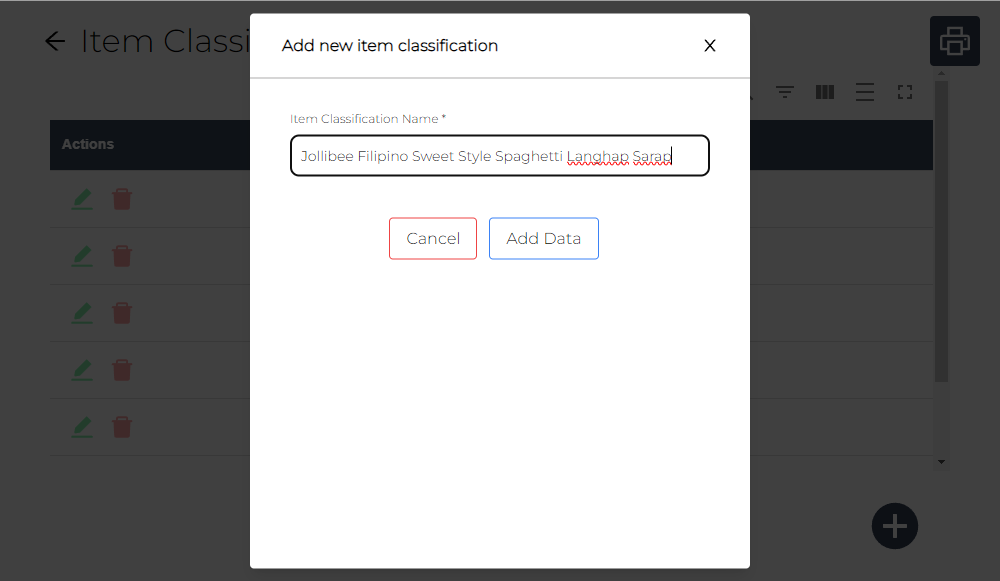 Item Classi
Add new item classification
X
Actions
Item Classification Name *
Jollibee Filipino Sweet Style Spaghetti Langhap Sarap
Cancel
Add Data